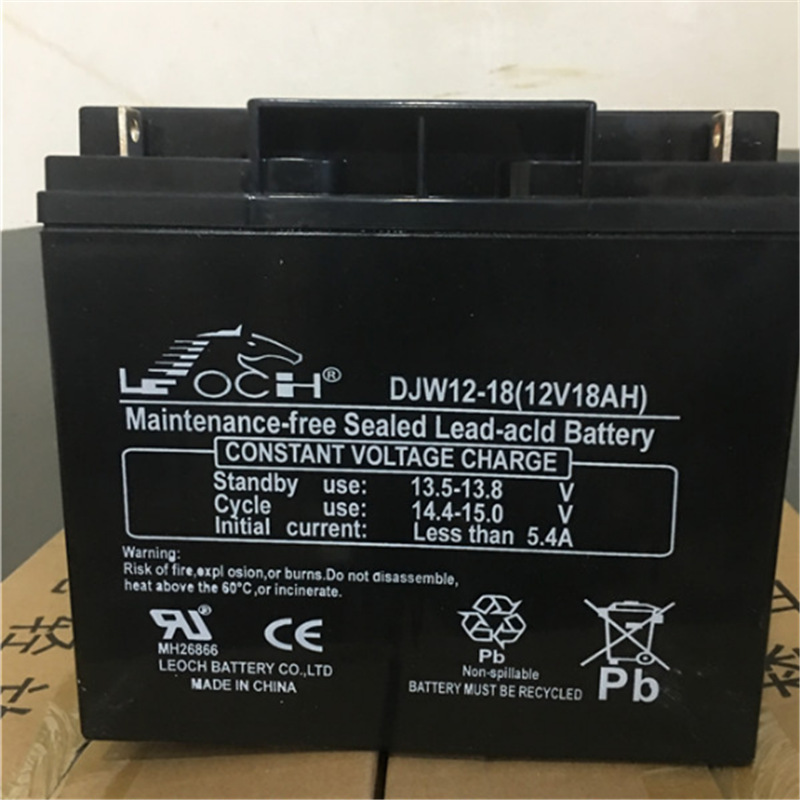 LEOCH®
DJW12-18(12V18AH)
Maintenance-free Sealed Lead-acld Battery
CONSTANT VOLTAGE CHARGE
Standby use: 13.5-13.8 V
Cycle use: 14.4-15.0 V
Initial current: Less than 5.4A
Warning:
Risk of fire,expl osion,or burns.Do not disassemble,
heat above the 60°C,or incinerate.
MH26866
CE
LEOCH BATTERY CO.,LTD
MADE IN CHINA
Pb
Non-spillable
BATTERY MUST BE RECYCLED
Pb